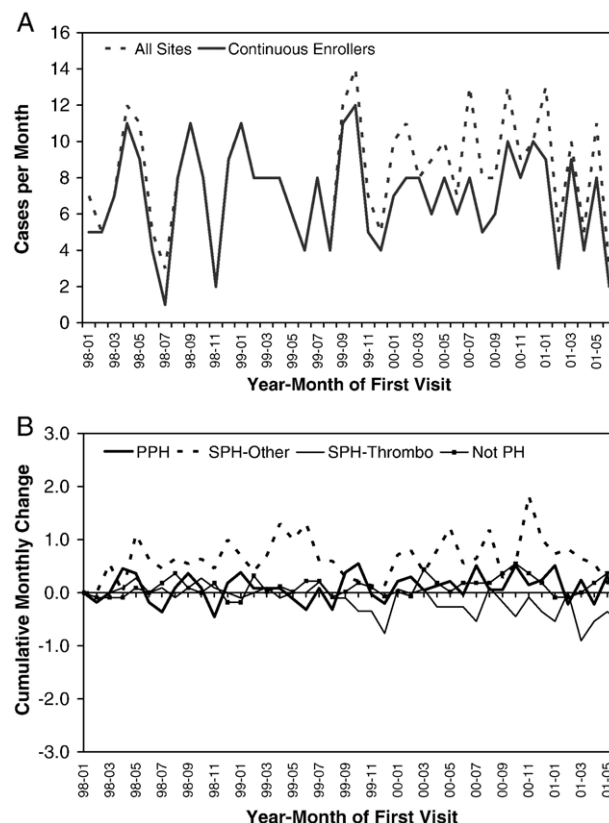 A
16
14
12
10
8
6
4
2
0
Cases per Month
All Sites Continuous Enrollers
98-01 98-03 98-05 98-07 98-09 98-11 99-01 99-03 99-05 99-07 99-09 99-11 00-01 00-03 00-05 00-07 00-09 00-11 01-01 01-03 01-05
Year-Month of First Visit
B
3.0
2.0
1.0
0.0
-1.0
-2.0
-3.0
Cumulative Monthly Change
PPH SPH-Other SPH-Thrombo Not PH
98-01 98-03 98-05 98-07 98-09 98-11 99-01 99-03 99-05 99-07 99-09 99-11 00-01 00-03 00-05 00-07 00-09 00-11 01-01 01-03 01-05
Year-Month of First Visit